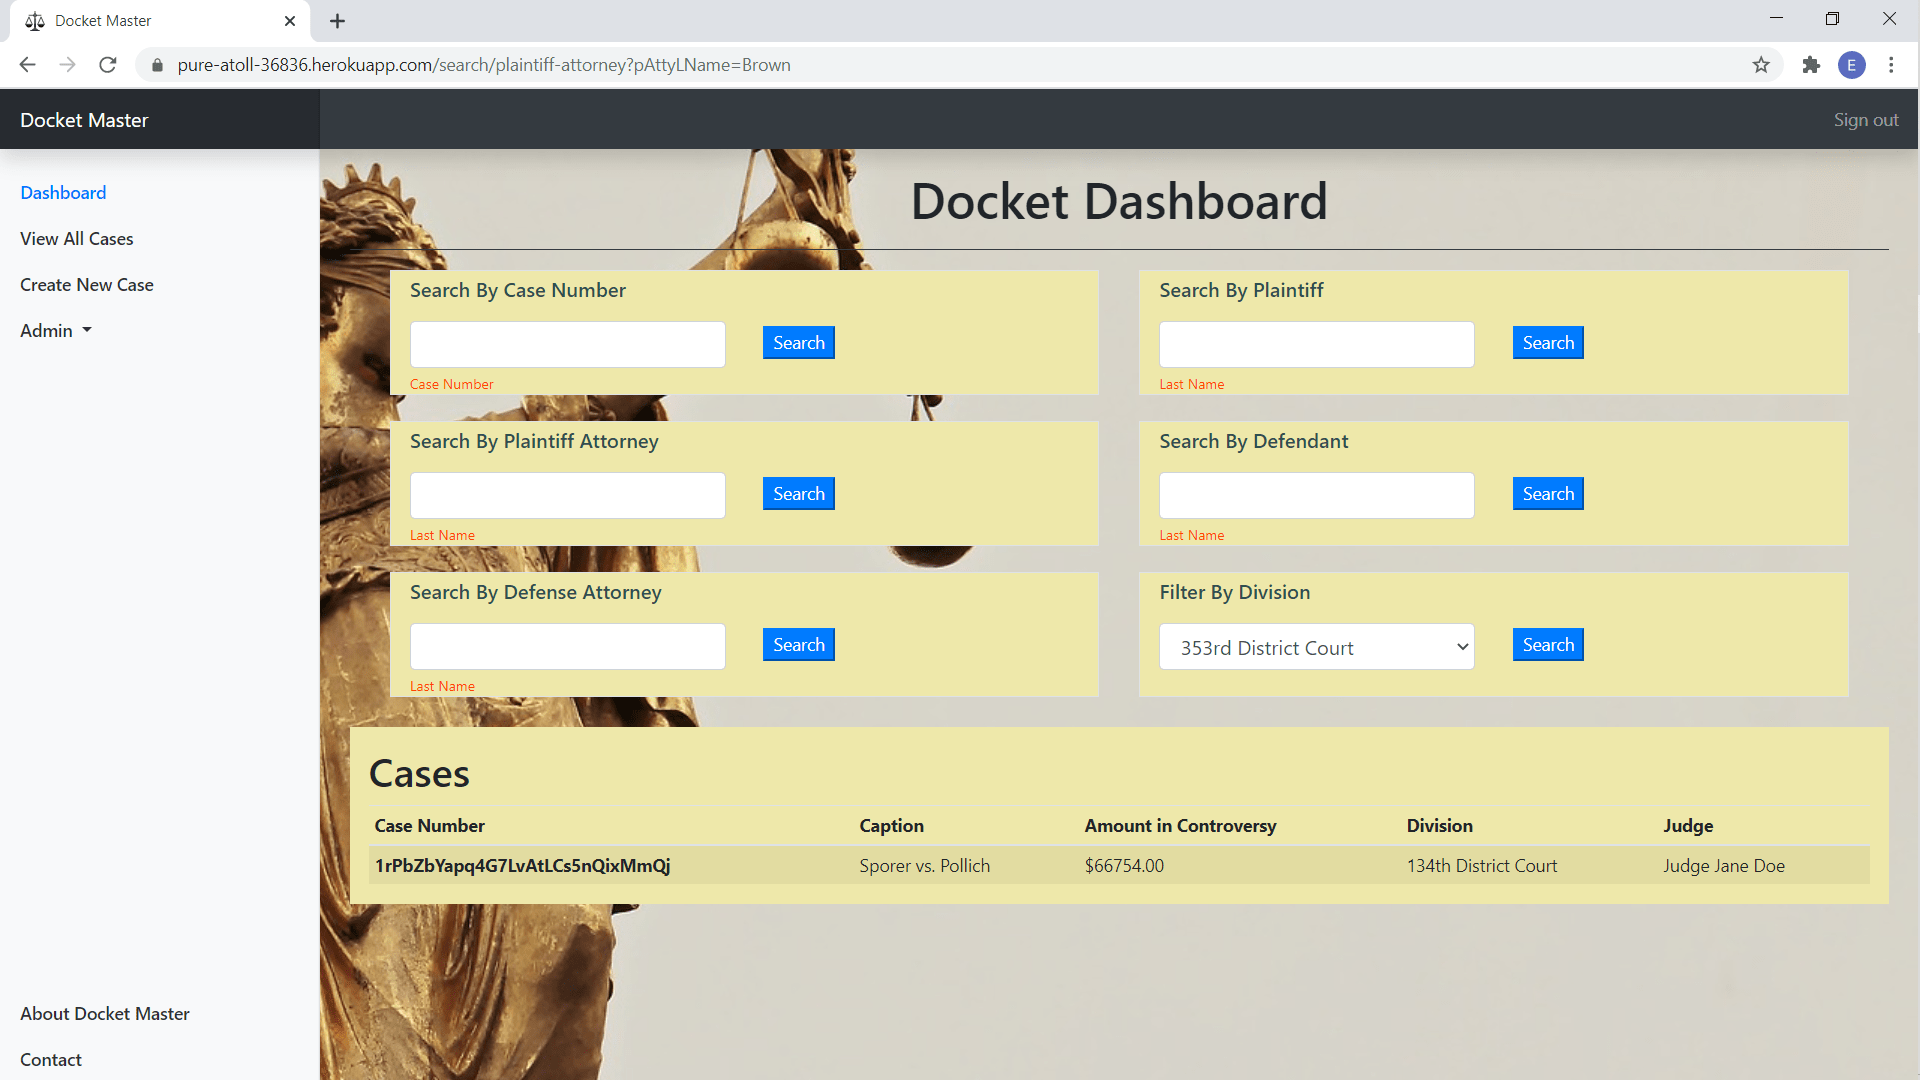 Docket Master
pure-atoll-36836.herokuapp.com/search/plaintiff-attorney?pAttyLName=Brown
E
Docket Master
Sign out
Dashboard
View All Cases
Create New Case
Admin
Docket Dashboard
Search By Case Number
Search
Case Number
Search By Plaintiff
Search
Last Name
Search By Plaintiff Attorney
Search
Last Name
Search By Defendant
Search
Last Name
Search By Defense Attorney
Search
Last Name
Filter By Division
353rd District Court
Search
Cases
Case Number Caption Amount in Controversy Division Judge
1rPbZbYapq4G7LvAtLCs5nQixMmQj Sporer vs. Pollich $66754.00 134th District Court Judge Jane Doe
About Docket Master
Contact